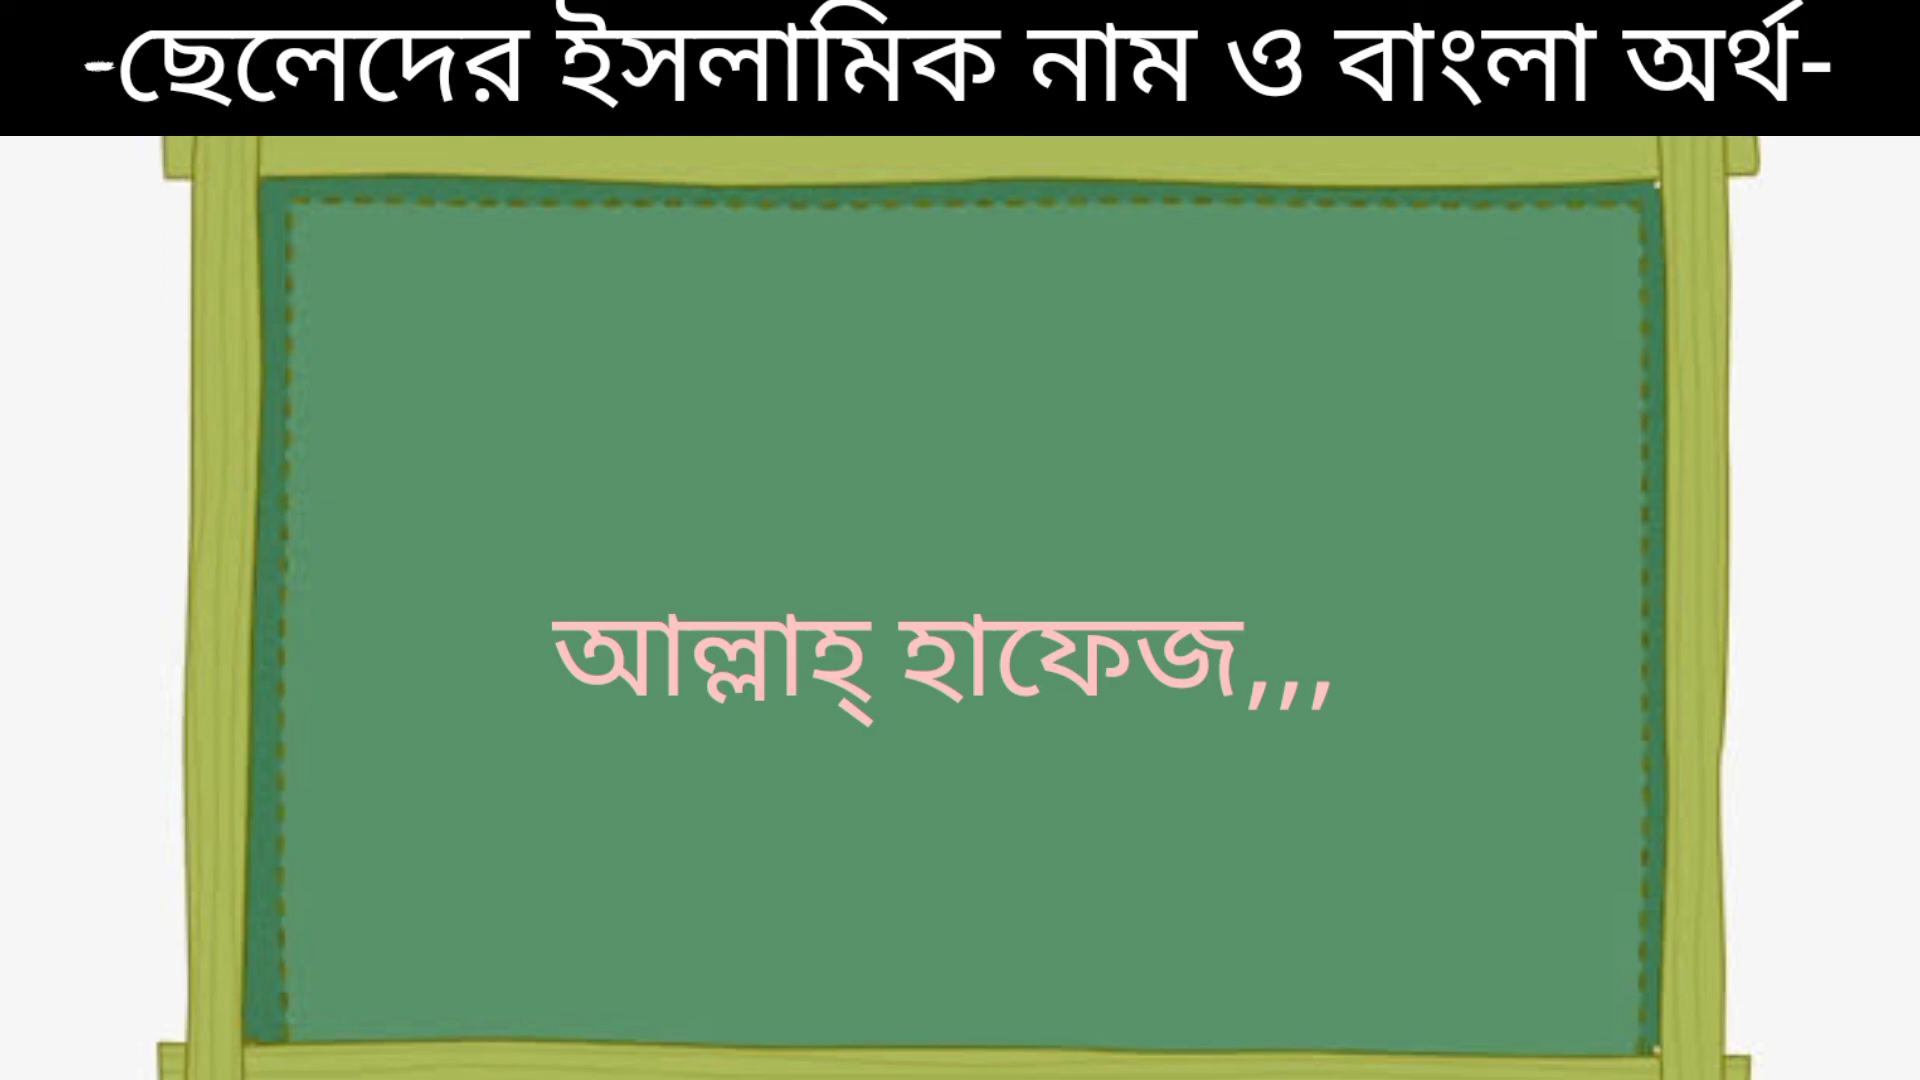 -ছেলেদের ইসলামিক নাম ও বাংলা অর্থ-
আল্লাহ্ হাফেজ,,,